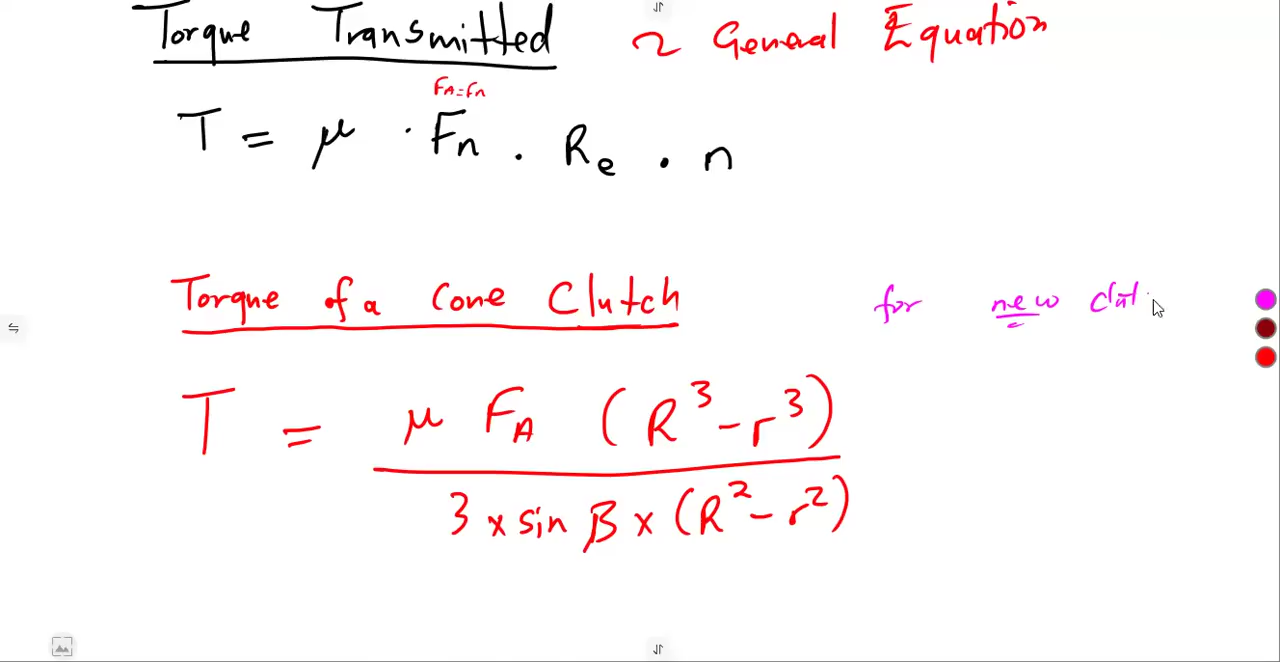 Torque Transmitted ~ General Equation
FA=Fn
T = μ · Fn · Re · n
Torque of a Cone Clutch for new
T = μ FA (R³ - r³)
3 x sin β x (R² - r²)